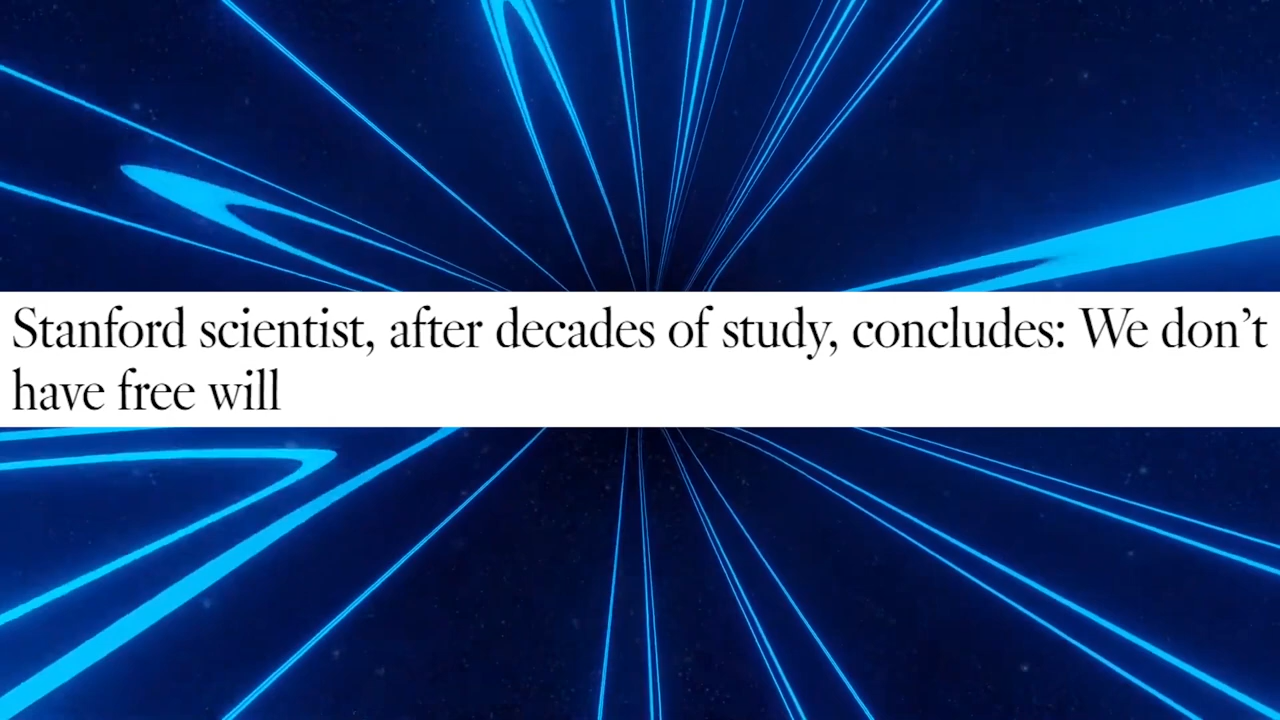 Stanford scientist, after decades of study, concludes: We don’t
have free will